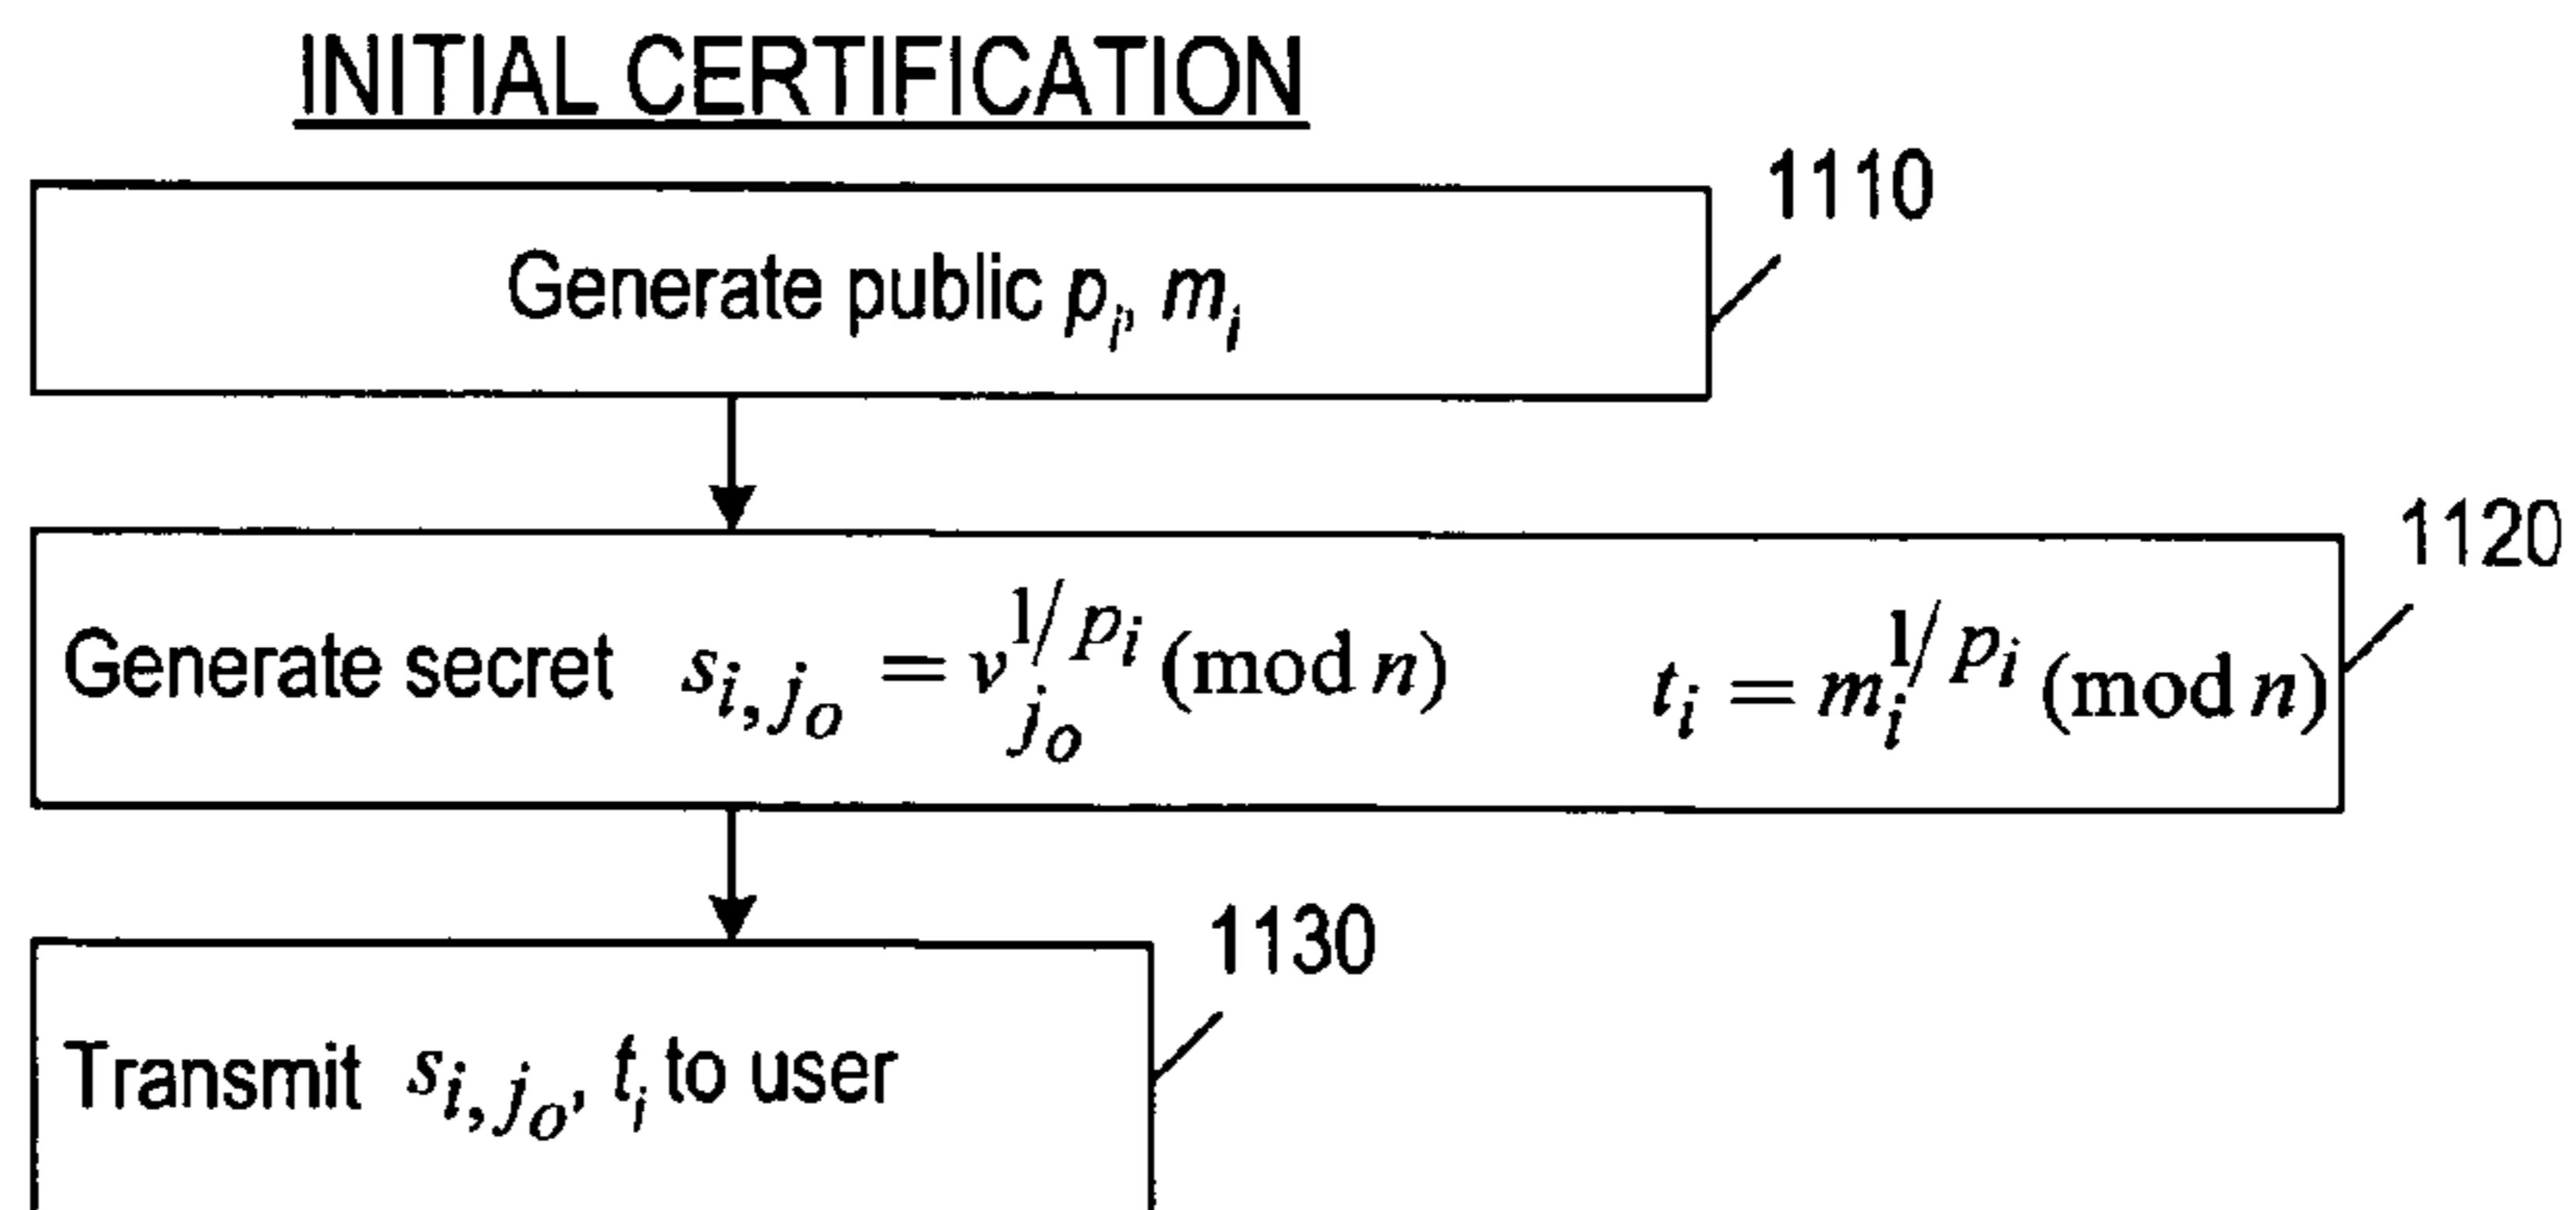 INITIAL CERTIFICATION
1110
Generate public p_i, m_i
1120
Generate secret s_{i,j_o} = v_{j_o}^{1/p_i} (mod n) t_i = m_i^{1/p_i} (mod n)
1130
Transmit s_{i,j_o}, t_i to user